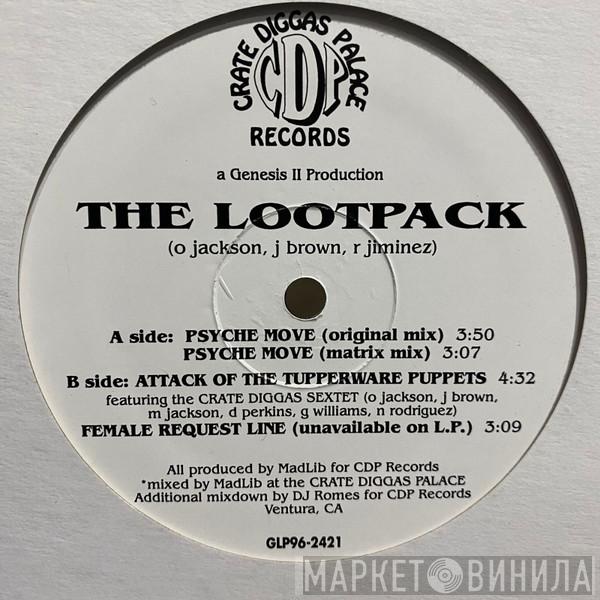 CRATE DIGGAS PALACE
CDP
RECORDS
a Genesis II Production
THE LOOTPACK
(o jackson, j brown, r jiminez)
A side: PSYCHE MOVE (original mix) 3:50
PSYCHE MOVE (matrix mix) 3:07
B side: ATTACK OF THE TUPPERWARE PUPPETS 4:32
featuring the CRATE DIGGAS SEXTET (o jackson, j brown,
m jackson, d perkins, g williams, n rodriguez)
FEMALE REQUEST LINE (unavailable on L.P.) 3:09
All produced by MadLib for CDP Records
*mixed by MadLib at the CRATE DIGGAS PALACE
Additional mixdown by DJ Romes for CDP Records
Ventura, CA
GLP96-2421
МАРКЕТ ВИНИЛА